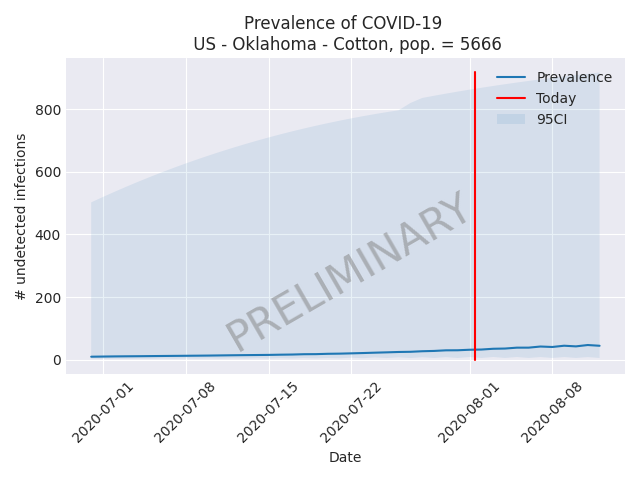 Prevalence of COVID-19
US - Oklahoma - Cotton, pop. = 5666
Prevalence
Today
95CI
# undetected infections
800
600
400
200
0
PRELIMINARY
2020-07-01
2020-07-08
2020-07-15
2020-07-22
2020-08-01
2020-08-08
Date